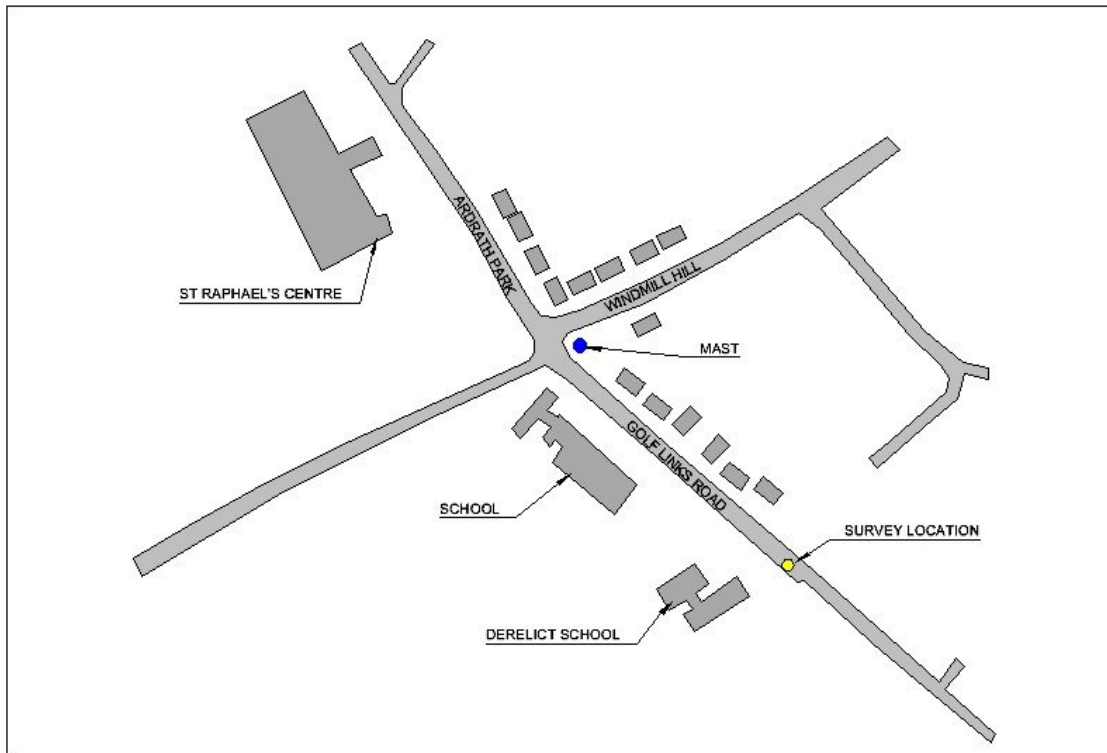 ARDRATH PARK
ST RAPHAEL'S CENTRE
WINDMILL HILL
MAST
GOLF LINKS ROAD
SCHOOL
SURVEY LOCATION
DERELICT SCHOOL